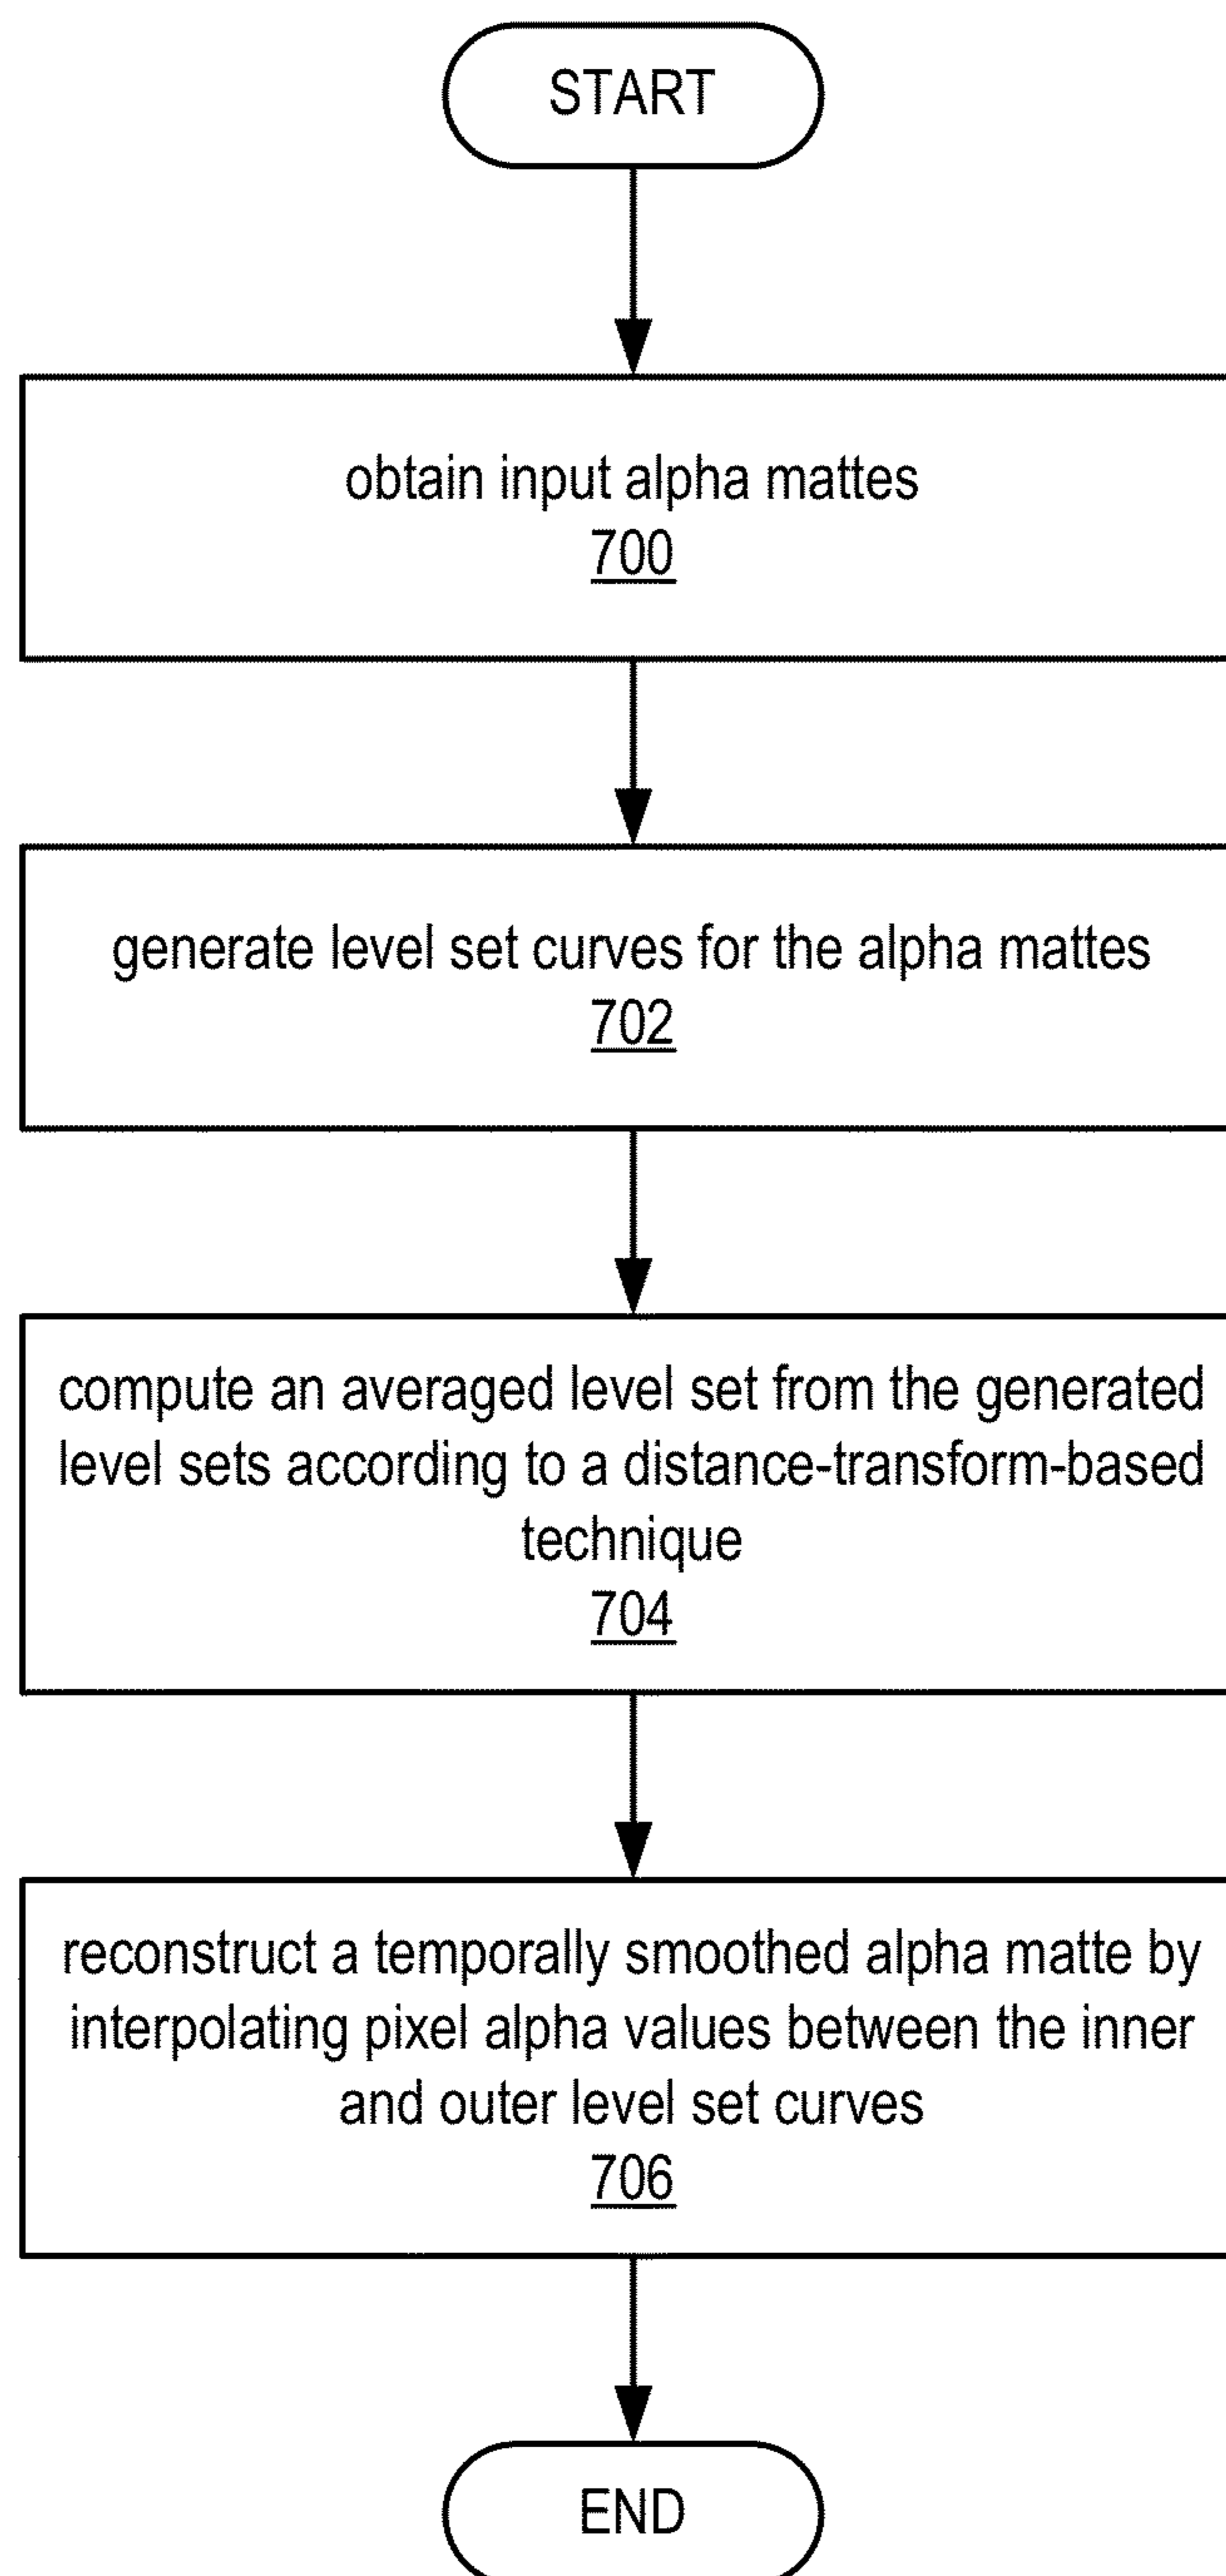 START
obtain input alpha mattes
700
generate level set curves for the alpha mattes
702
compute an averaged level set from the generated
level sets according to a distance-transform-based
technique
704
reconstruct a temporally smoothed alpha matte by
interpolating pixel alpha values between the inner
and outer level set curves
706
END